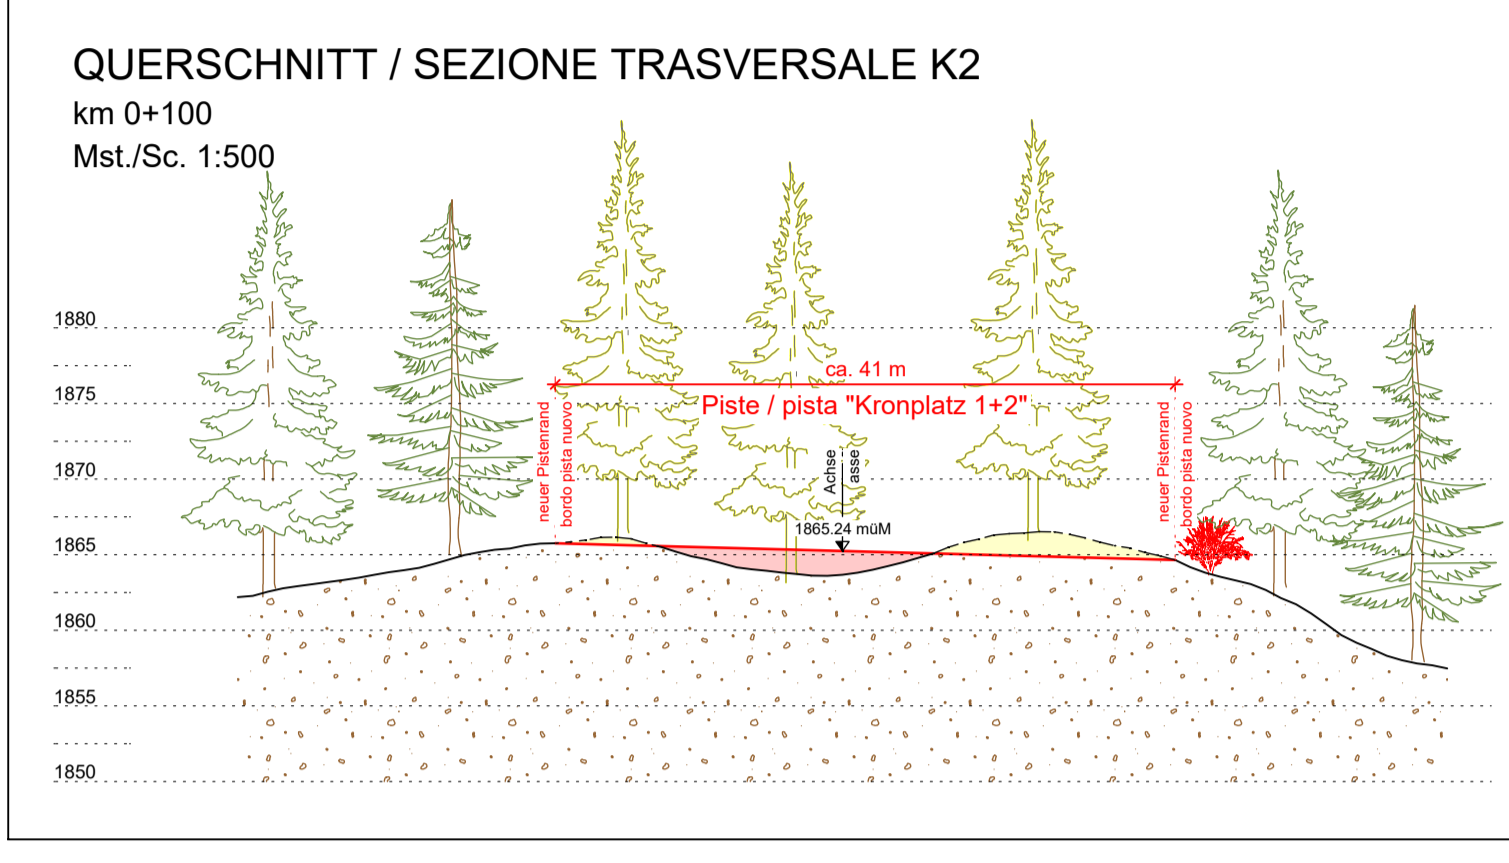 QUERSCHNITT / SEZIONE TRASVERSALE K2
km 0+100
Mst./Sc. 1:500
1880
1875
1870
1865
1860
1855
1850
ca. 41 m
Piste / pista "Kronplatz 1+2"
neuer Pistenrand
bordo pista nuovo
Achse
asse
1865.24 müM
neuer Pistenrand
bordo pista nuovo